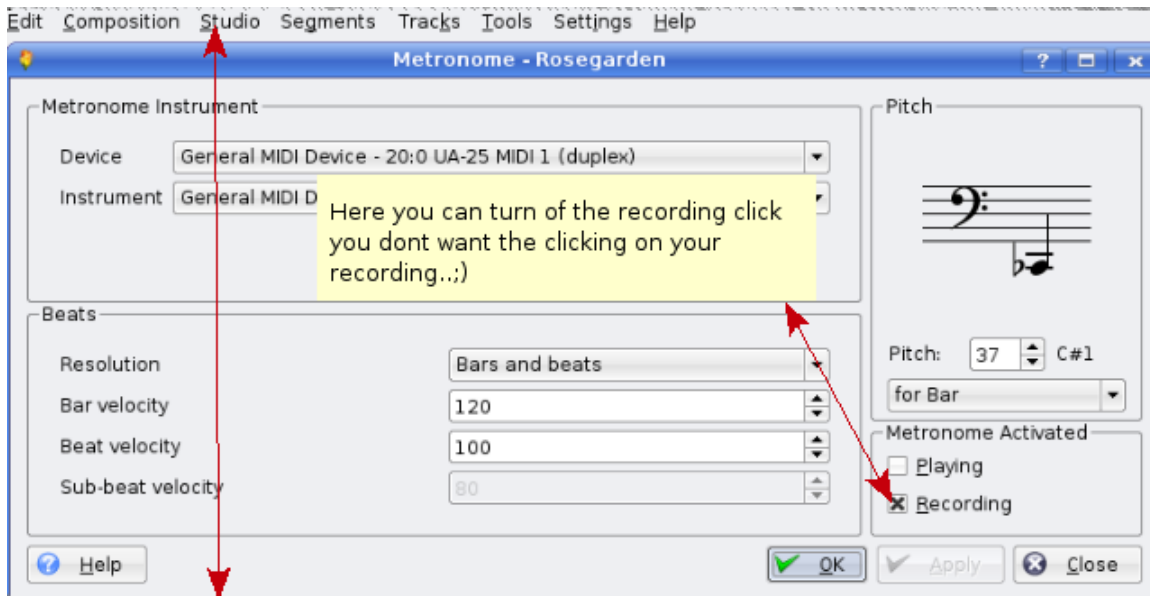 Edit Composition Studio Segments Tracks Tools Settings Help
Metronome - Rosegarden
Metronome Instrument
Device General MIDI Device - 20:0 UA-25 MIDI 1 (duplex)
Instrument General MIDI D
Here you can turn of the recording click
you dont want the clicking on your
recording..;)
Beats
Resolution Bars and beats
Bar velocity 120
Beat velocity 100
Sub-beat velocity 80
Pitch
Pitch: 37 C#1
for Bar
Metronome Activated
Playing
Recording
Help OK Apply Close